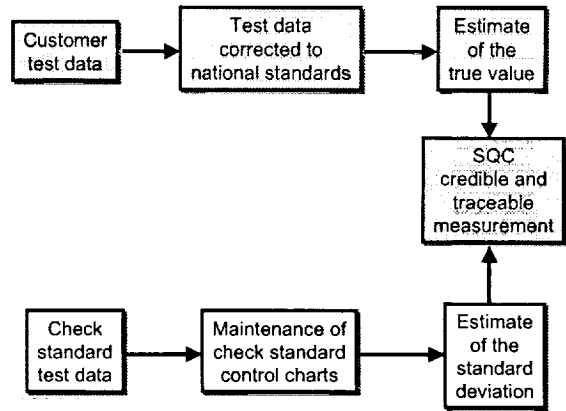 Customer
test data
Test data
corrected to
national standards
Estimate
of the
true value
SQC
credible and
traceable
measurement
Check
standard
test data
Maintenance of
check standard
control charts
Estimate
of the
standard
deviation